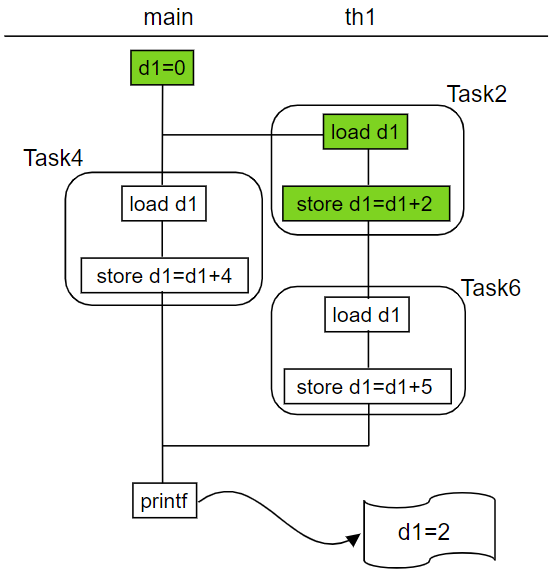 main
th1
d1=0
Task2
load d1
Task4
load d1
store d1=d1+2
store d1=d1+4
Task6
load d1
store d1=d1+5
printf
d1=2